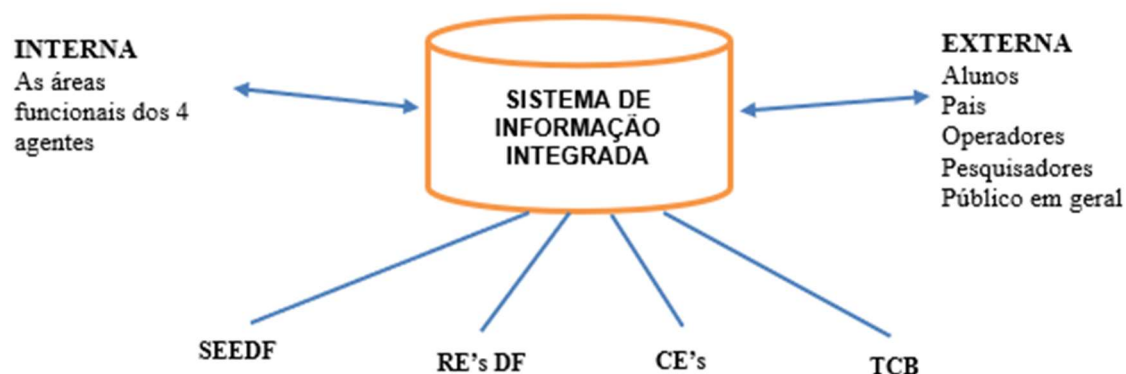 INTERNA
As áreas
funcionais dos 4
agentes
SISTEMA DE
INFORMAÇÃO
INTEGRADA
EXTERNA
Alunos
Pais
Operadores
Pesquisadores
Público em geral
SEEDF
RE’s DF
CE’s
TCB